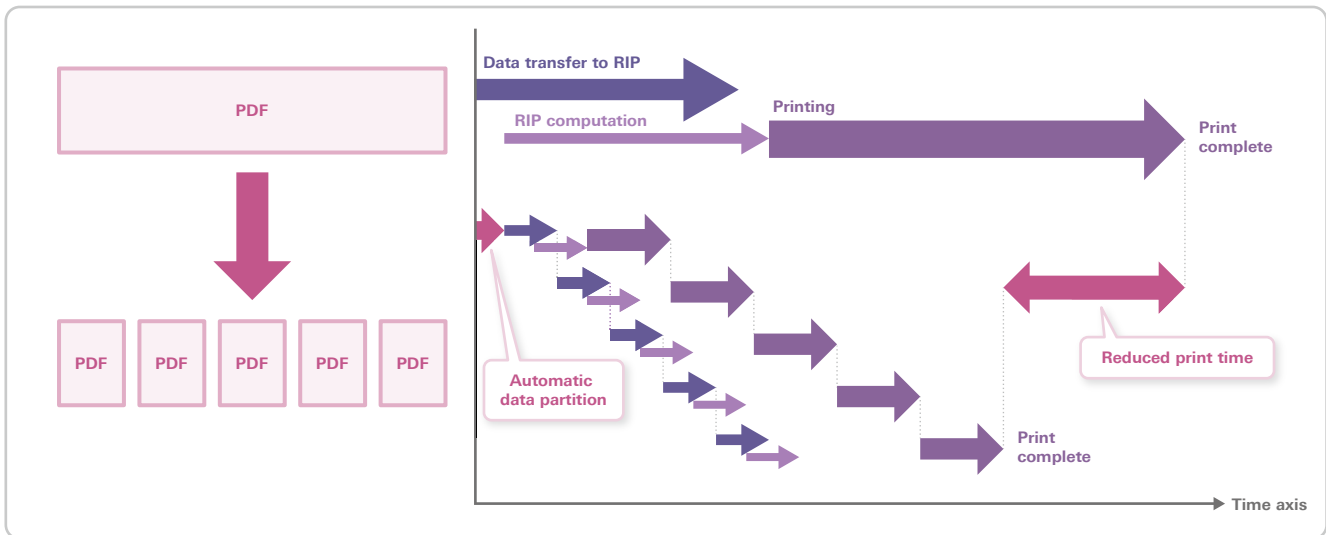 PDF
PDF
PDF
PDF
PDF
PDF
Data transfer to RIP
RIP computation
Printing
Print
complete
Automatic
data partition
Reduced print time
Print
complete
Time axis